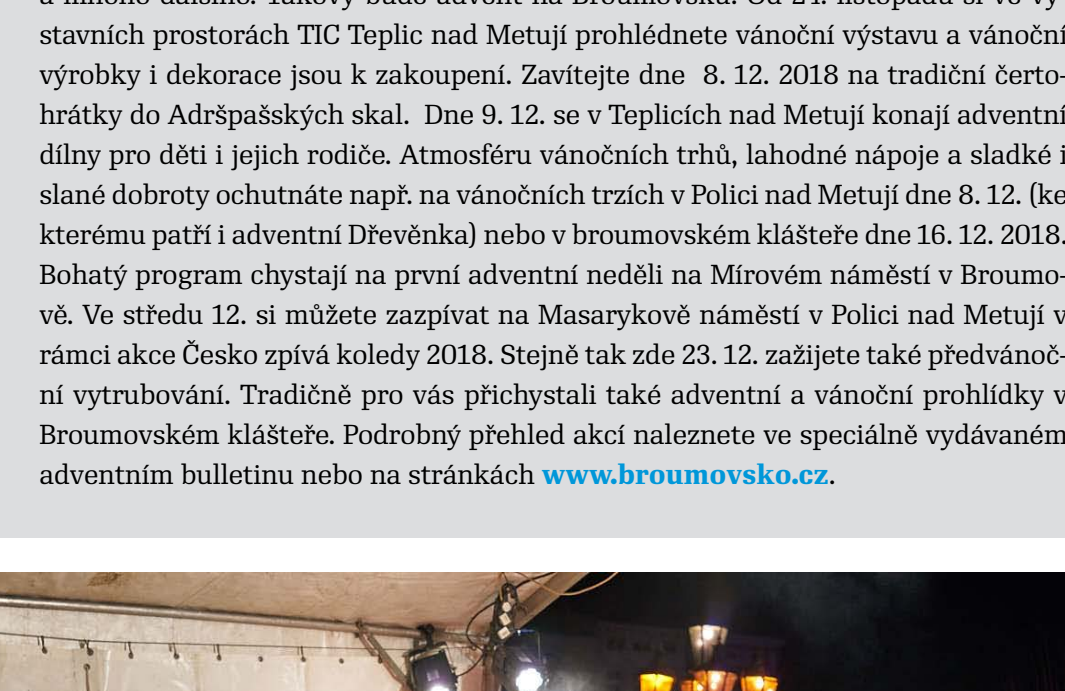 a mnoho dalšího. Takový bude advent na Broumovsku. Od 24. listopadu si ve vý-
stavních prostorách TIC Teplic nad Metují prohlédnete vánoční výstavu a vánoční
výrobky i dekorace jsou k zakoupení. Zavítejte dne 8. 12. 2018 na tradiční čerto-
hrátky do Adršpašských skal. Dne 9. 12. se v Teplicích nad Metují konají adventní
dílny pro děti i jejich rodiče. Atmosféru vánočních trhů, lahodné nápoje a sladké i
slané dobroty ochutnáte např. na vánočních trzích v Polici nad Metují dne 8. 12. (ke
kterému patří i adventní Dřevěnka) nebo v broumovském klášteře dne 16. 12. 2018.
Bohatý program chystají na první adventní neděli na Mírovém náměstí v Broumo-
vě. Ve středu 12. si můžete zazpívat na Masarykově náměstí v Polici nad Metují v
rámci akce Česko zpívá koledy 2018. Stejně tak zde 23. 12. zažijete také předvánoč-
ní vytrubování. Tradičně pro vás přichystali také adventní a vánoční prohlídky v
Broumovském klášteře. Podrobný přehled akcí naleznete ve speciálně vydávaném
adventním bulletinu nebo na stránkách www.broumovsko.cz.